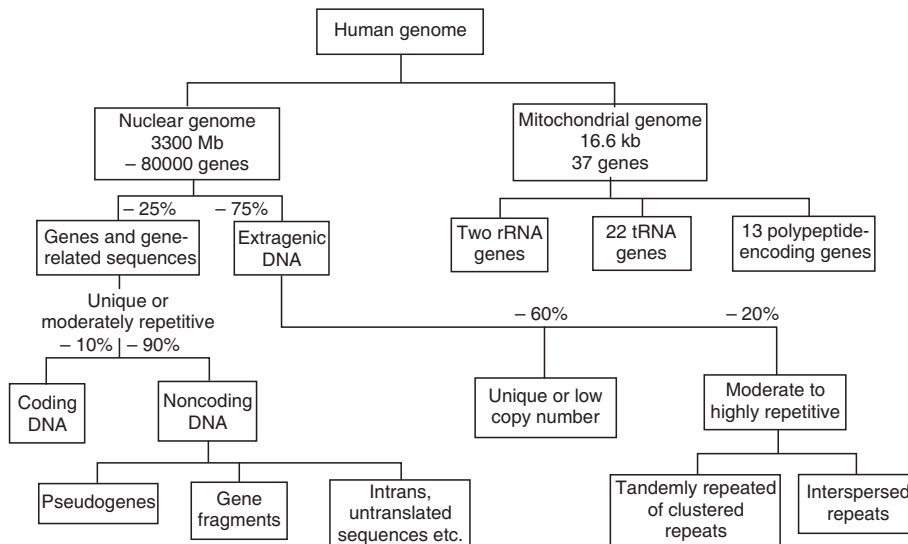 Human genome
Nuclear genome
3300 Mb
– 80000 genes
Mitochondrial genome
16.6 kb
37 genes
– 25%
– 75%
Genes and gene-
related sequences
Extragenic
DNA
Two rRNA
genes
22 tRNA
genes
13 polypeptide-
encoding genes
Unique or
moderately repetitive
– 10%
– 90%
– 60%
– 20%
Coding
DNA
Noncoding
DNA
Unique or low
copy number
Moderate to
highly repetitive
Pseudogenes
Gene
fragments
Intrans,
untranslated
sequences etc.
Tandemly repeated
of clustered
repeats
Interspersed
repeats